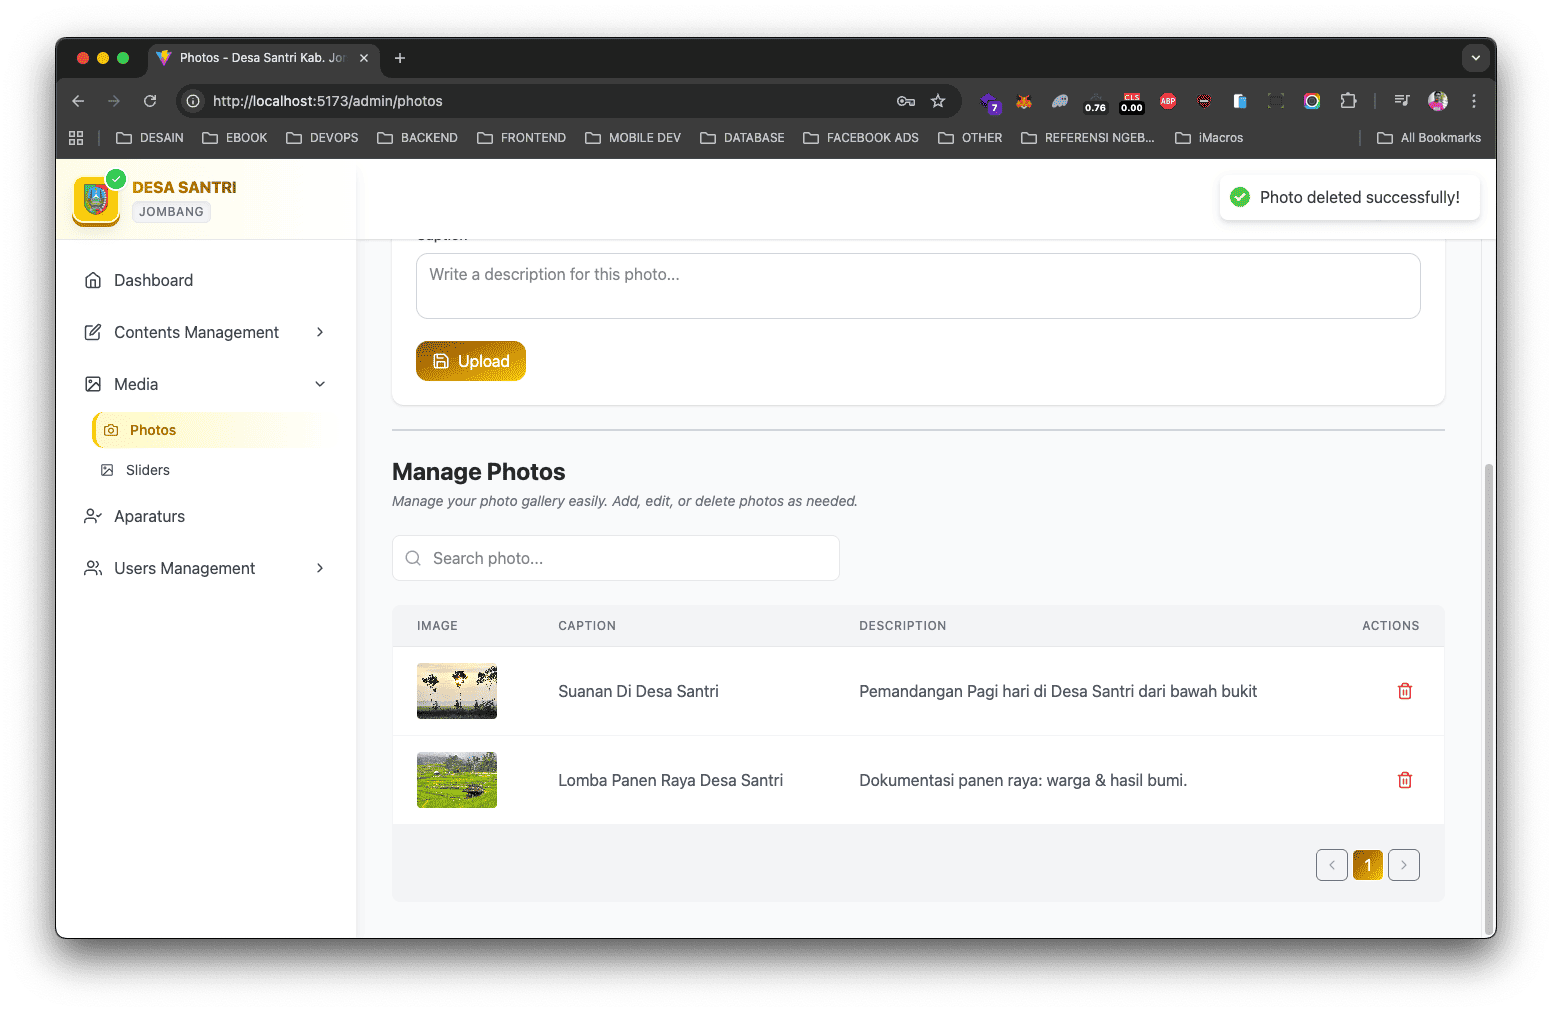 Photos - Desa Santri Kab. Jor
http://localhost:5173/admin/photos
7
0.76
CLS
0.00
ABP
DESAIN
EBOOK
DEVOPS
BACKEND
FRONTEND
MOBILE DEV
DATABASE
FACEBOOK ADS
OTHER
REFERENSI NGEB...
iMacros
All Bookmarks
DESA SANTRI
JOMBANG
Photo deleted successfully!
Dashboard
Contents Management
Media
Photos
Sliders
Aparaturs
Users Management
Caption
Write a description for this photo...
Upload
Manage Photos
Manage your photo gallery easily. Add, edit, or delete photos as needed.
Search photo...
IMAGE CAPTION DESCRIPTION ACTIONS
Suanan Di Desa Santri Pemandangan Pagi hari di Desa Santri dari bawah bukit
Lomba Panen Raya Desa Santri Dokumentasi panen raya: warga & hasil bumi.
1